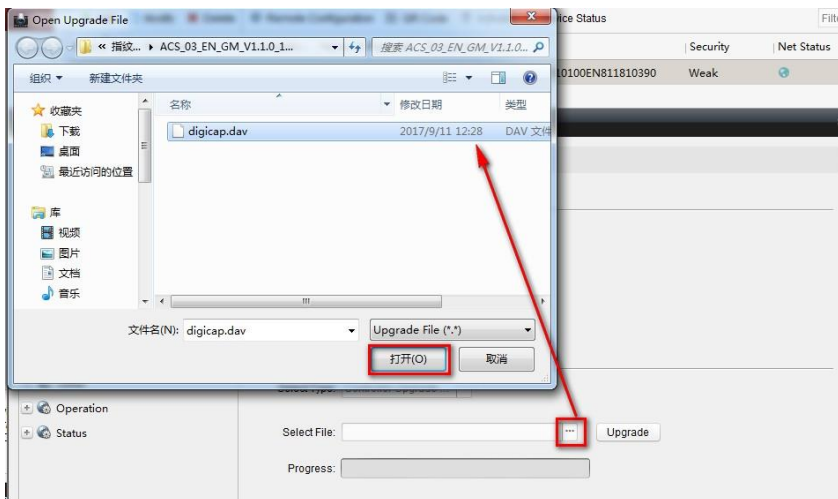 Open Upgrade File
ice Status
Filte
« 指纹... ▸ ACS_03_EN_GM_V1.1.0_1...
搜索 ACS_03_EN_GM_V1.1.0...
Security
Net Status
组织
新建文件夹
10100EN811810390
Weak
收藏夹
下载
桌面
最近访问的位置
库
视频
图片
文档
音乐
名称
修改日期
类型
digicap.dav
2017/9/11 12:28
DAV 文件
文件名(N):
digicap.dav
Upgrade File (*.*)
打开(O)
取消
Operation
Status
Select File:
...
Upgrade
Progress: